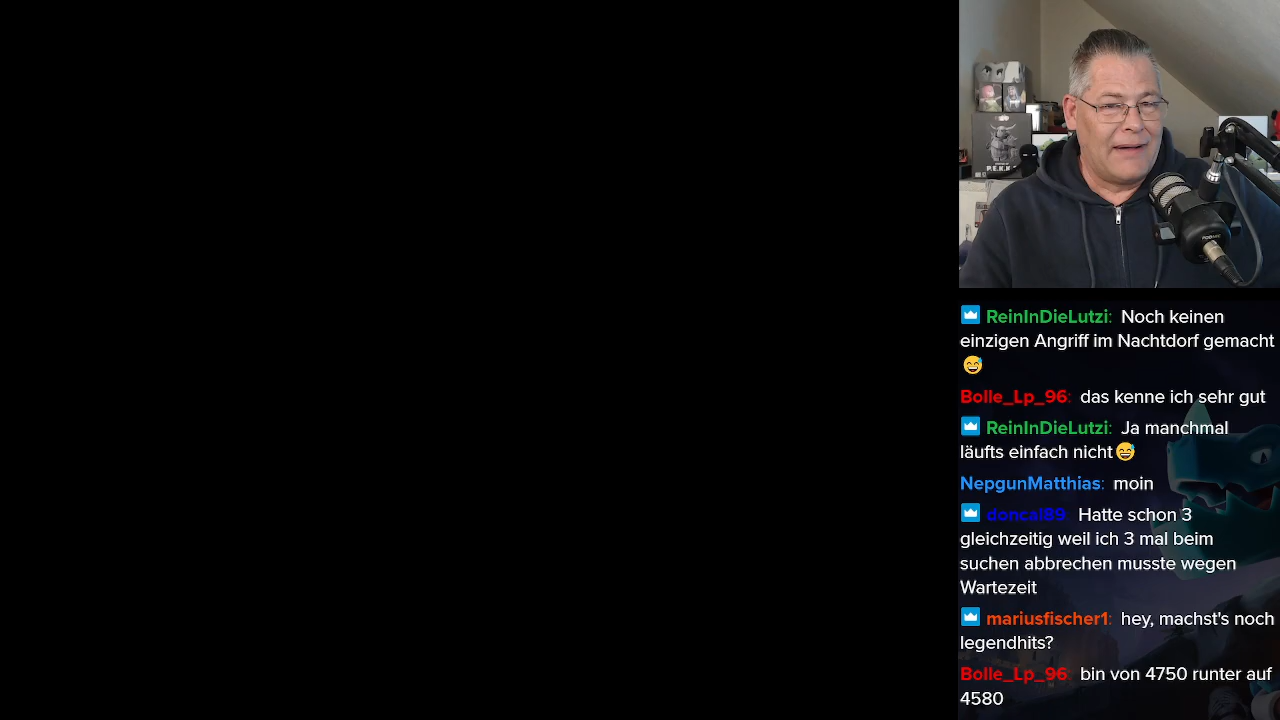 P.E.K.K.A
PODMIC
ReinInDieLutzi: Noch keinen
einzigen Angriff im Nachtdorf gemacht
😅
Bolle_Lp_96: das kenne ich sehr gut
ReinInDieLutzi: Ja manchmal
läufts einfach nicht😅
NepgunMatthias: moin
doncal89: Hatte schon 3
gleichzeitig weil ich 3 mal beim
suchen abbrechen musste wegen
Wartezeit
mariusfischer1: hey, machst's noch
legendhits?
Bolle_Lp_96: bin von 4750 runter auf
4580